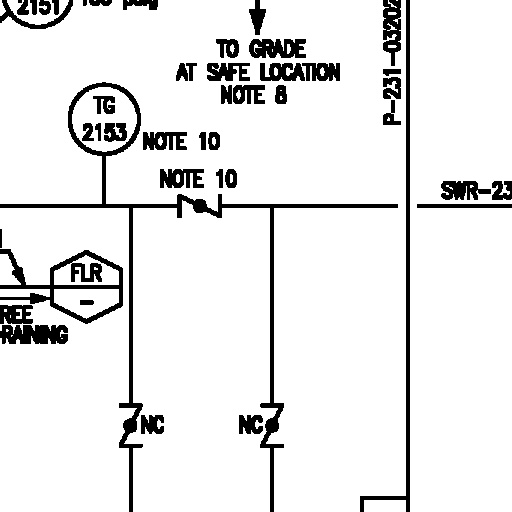 2151
TO GRADE
AT SAFE LOCATION
NOTE 8
P-231-03202
TG
2153
NOTE 10
NOTE 10
SWR-23
FLR
-
REE
RAINING
NC
NC